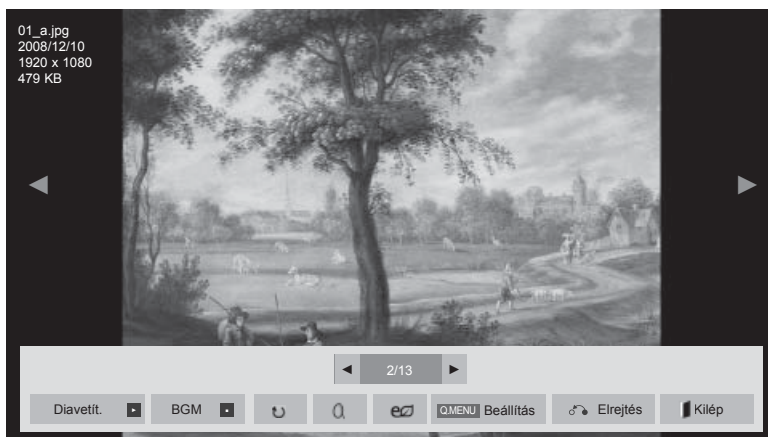 01_a.jpg
2008/12/10
1920 x 1080
479 KB
2/13
Diavetít. BGM Q.MENU Beállítás Elrejtés Kilép